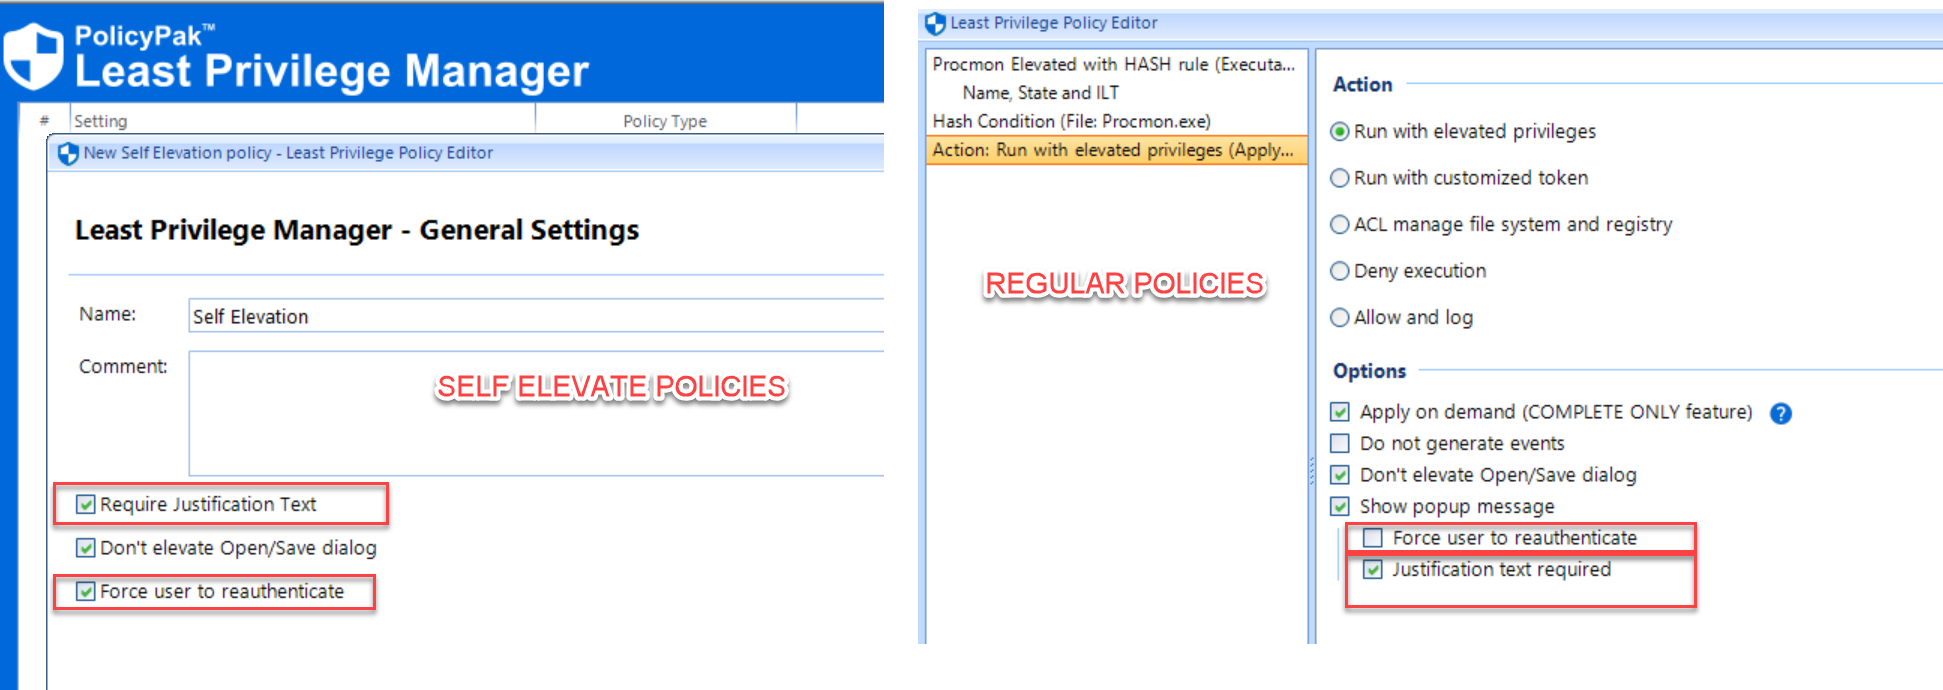 PolicyPak™
Least Privilege Manager
# Setting Policy Type
New Self Elevation policy - Least Privilege Policy Editor
Least Privilege Manager - General Settings
Name: Self Elevation
Comment:
SELF ELEVATE POLICIES
Require Justification Text
Don't elevate Open/Save dialog
Force user to reauthenticate
Least Privilege Policy Editor
Procmon Elevated with HASH rule (Executa...
Name, State and ILT
Hash Condition (File: Procmon.exe)
Action: Run with elevated privileges (Apply...
REGULAR POLICIES
Action
Run with elevated privileges
Run with customized token
ACL manage file system and registry
Deny execution
Allow and log
Options
Apply on demand (COMPLETE ONLY feature) ?
Do not generate events
Don't elevate Open/Save dialog
Show popup message
Force user to reauthenticate
Justification text required